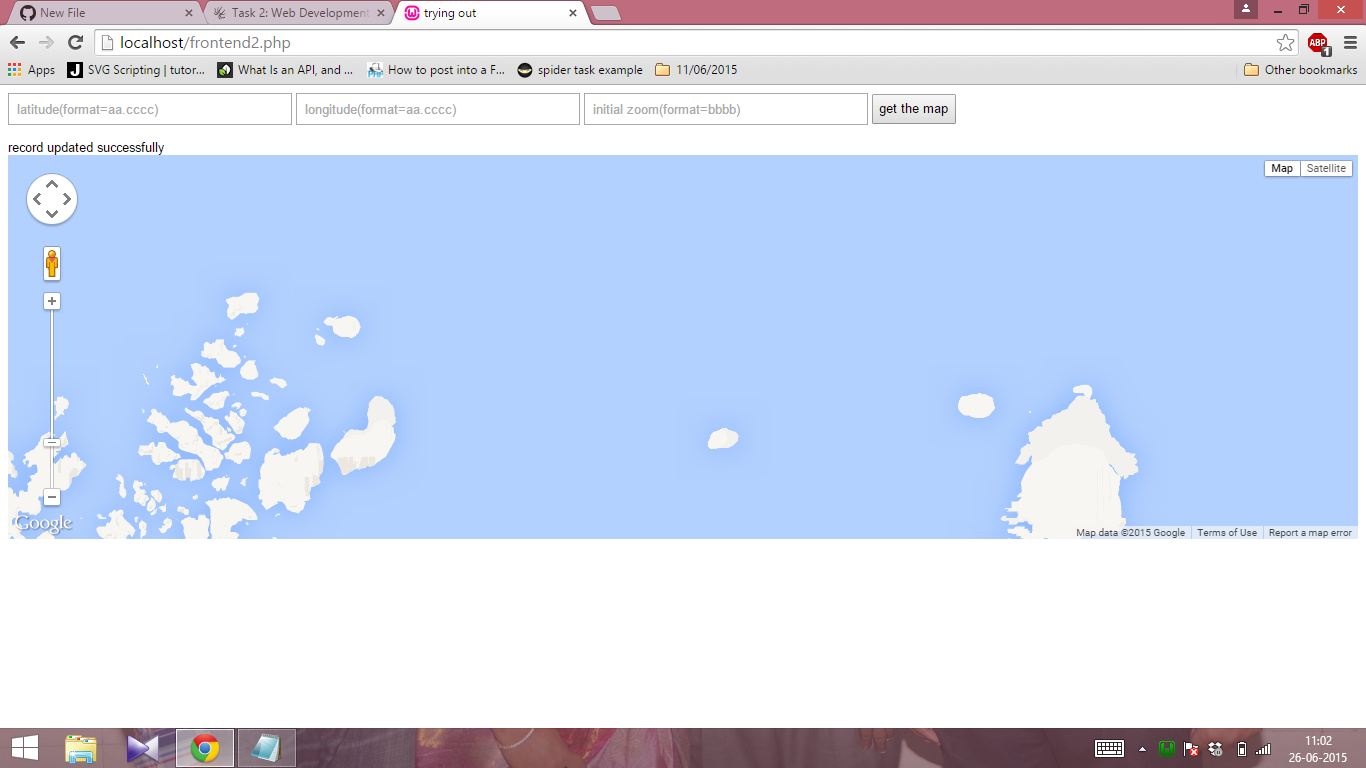 New File
Task 2: Web Development
trying out
localhost/frontend2.php
ABP
1
Apps
SVG Scripting | tutor...
What Is an API, and ...
How to post into a F...
spider task example
11/06/2015
Other bookmarks
latitude(format=aa.cccc)
longitude(format=aa.cccc)
initial zoom(format=bbbb)
get the map
record updated successfully
Map
Satellite
Google
Map data ©2015 Google
Terms of Use
Report a map error
11:02
26-06-2015